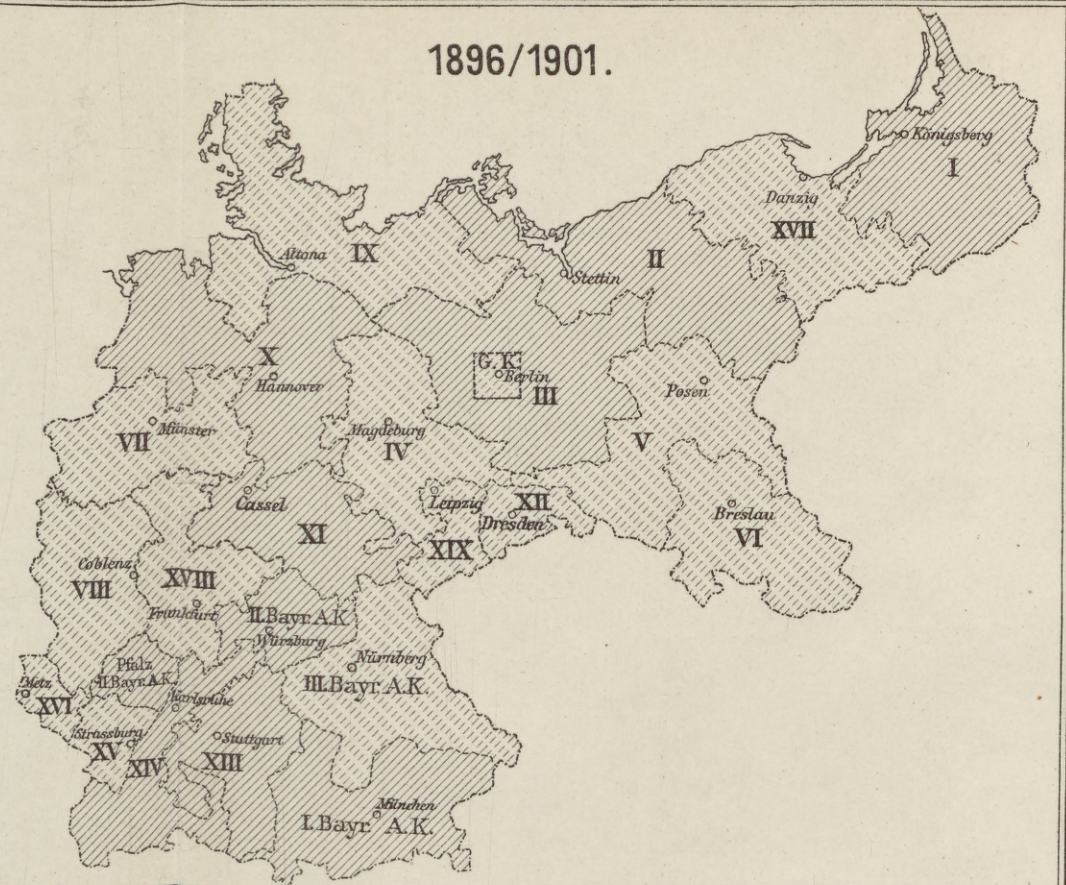 1896/1901.
Königsberg
I
Danzig
XVII
Altona
IX
II
Stettin
X
Hannover
G. K.
Berlin
III
Posen
VII
Münster
Magdeburg
IV
V
Cassel
XI
Leipzig
XII
Dresden
XIX
Breslau
VI
Coblenz
VIII
XVIII
Frankfurt
II.Bayr.A.K.
Würzburg
Pfalz
II.Bayr.A.K.
Nürnberg
III.Bayr.A.K.
Metz
XVI
Karlsruhe
Strassburg
XV
XIV
Stuttgart
XIII
München
I.Bayr. A.K.